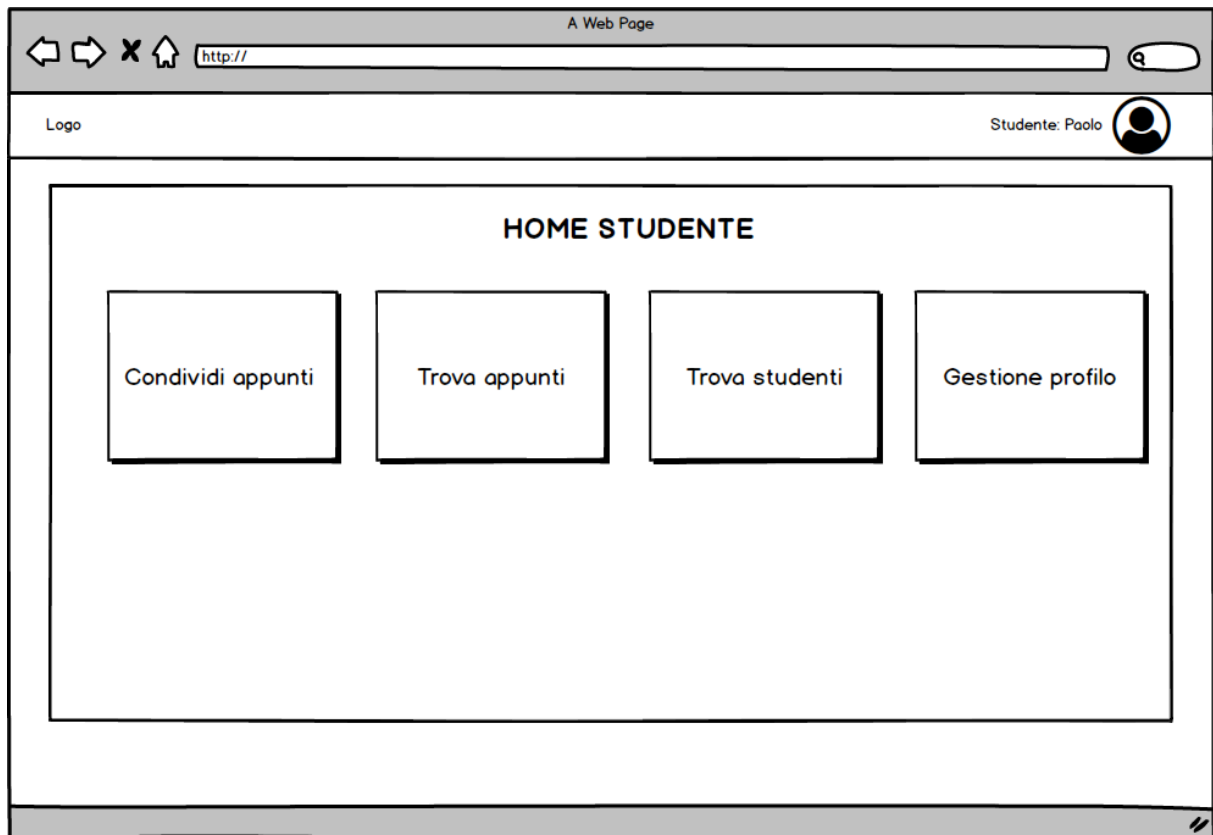 A Web Page
http://
Logo
Studente: Paolo
HOME STUDENTE
Condividi appunti
Trova appunti
Trova studenti
Gestione profilo